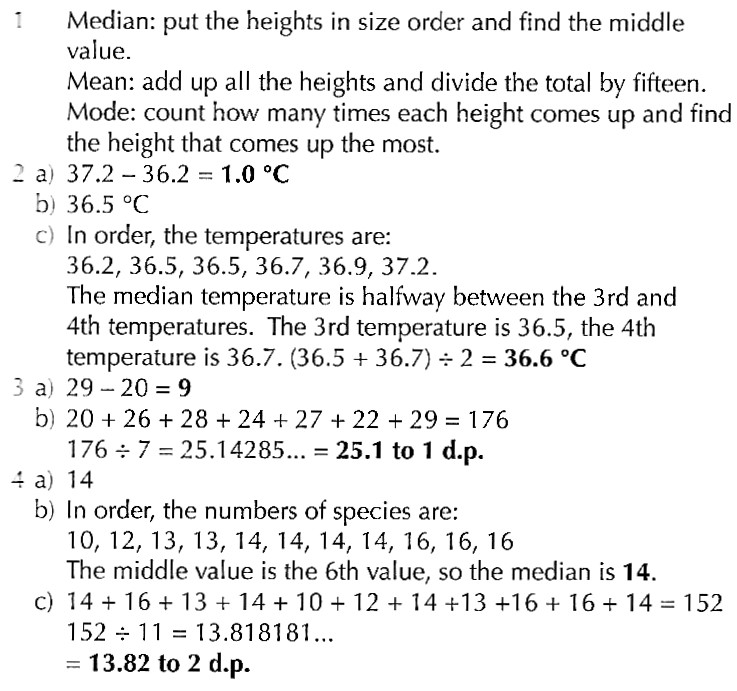 1 Median: put the heights in size order and find the middle
value.
Mean: add up all the heights and divide the total by fifteen.
Mode: count how many times each height comes up and find
the height that comes up the most.
2 a) 37.2 – 36.2 = 1.0 °C
b) 36.5 °C
c) In order, the temperatures are:
36.2, 36.5, 36.5, 36.7, 36.9, 37.2.
The median temperature is halfway between the 3rd and
4th temperatures. The 3rd temperature is 36.5, the 4th
temperature is 36.7. (36.5 + 36.7) ÷ 2 = 36.6 °C
3 a) 29 – 20 = 9
b) 20 + 26 + 28 + 24 + 27 + 22 + 29 = 176
176 ÷ 7 = 25.14285... = 25.1 to 1 d.p.
4 a) 14
b) In order, the numbers of species are:
10, 12, 13, 13, 14, 14, 14, 14, 16, 16, 16
The middle value is the 6th value, so the median is 14.
c) 14 + 16 + 13 + 14 + 10 + 12 + 14 +13 +16 + 16 + 14 = 152
152 ÷ 11 = 13.818181...
= 13.82 to 2 d.p.